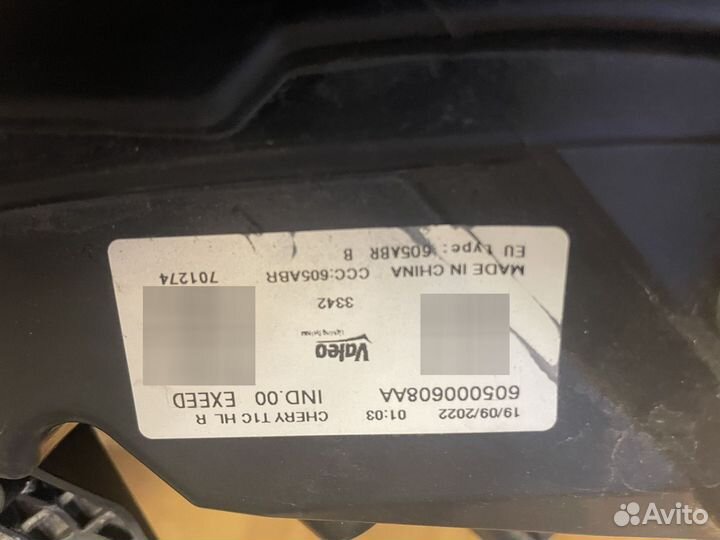 19/09/2022 01:03 CHERY T1C HL R
605000608AA IND.00 EXEED
Valeo
3342
MADE IN CHINA CCC:605ABR 701274
EU type: 605ABR B
Avito